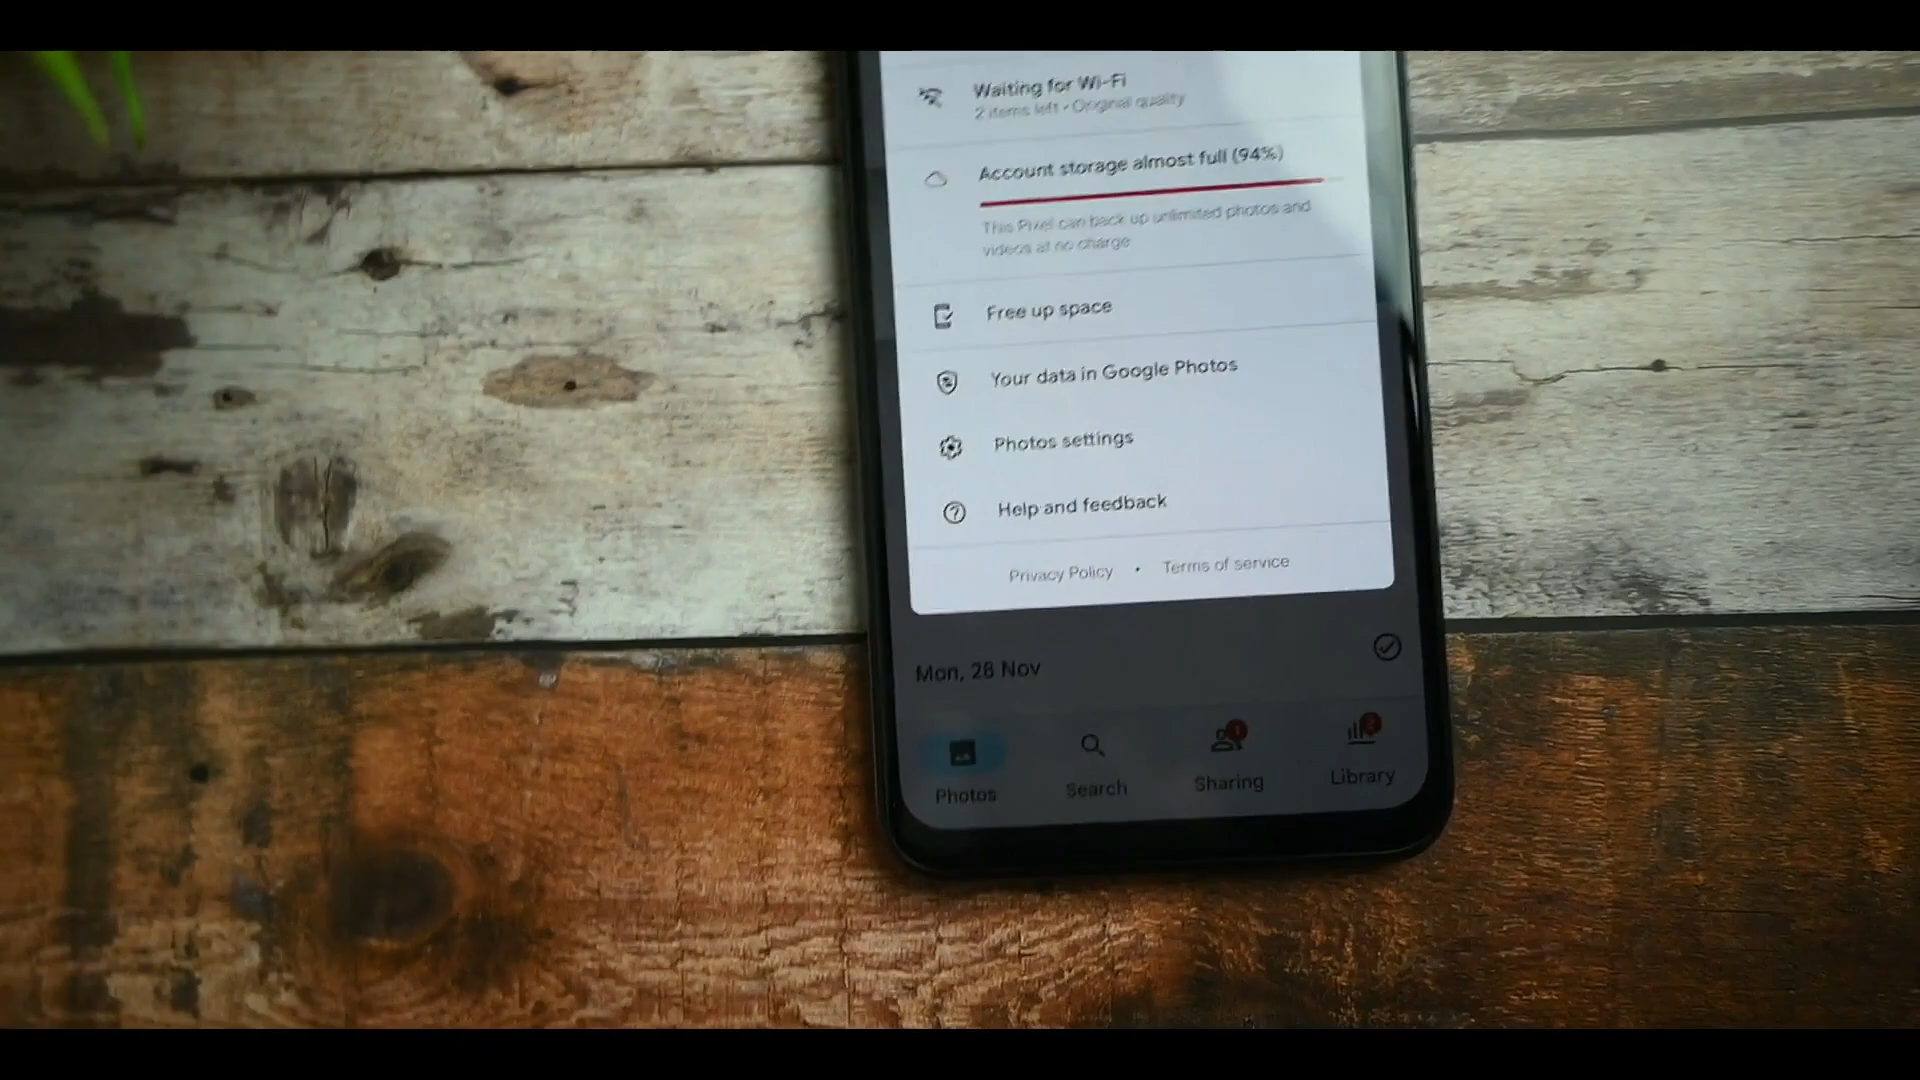 Waiting for Wi-Fi
2 items left • Original quality
Account storage almost full (94%)
This Pixel can back up unlimited photos and
videos at no charge
Free up space
Your data in Google Photos
Photos settings
Help and feedback
Privacy Policy • Terms of service
Mon, 28 Nov
1
2
Photos Search Sharing Library